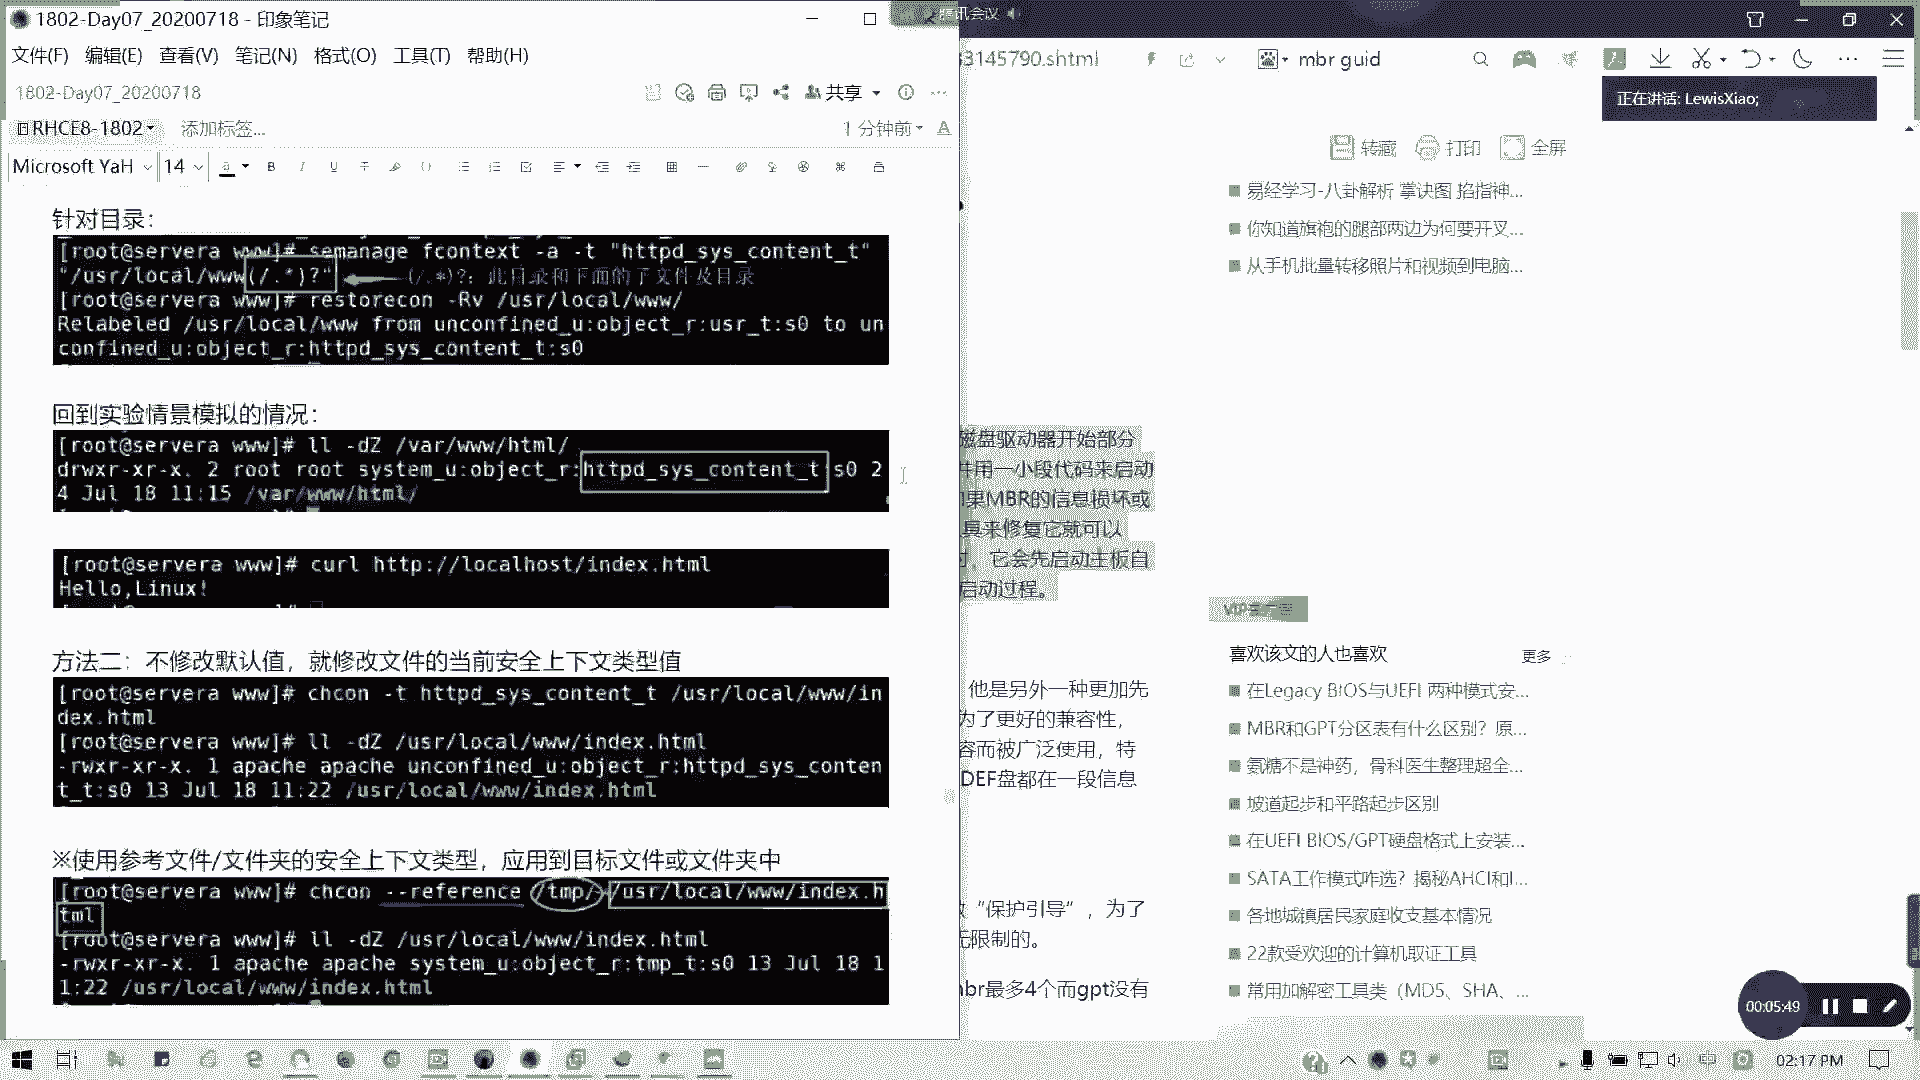 1802-Day07_20200718 - 印象笔记
文件(F) 编辑(E) 查看(V) 笔记(N) 格式(O) 工具(T) 帮助(H)
1802-Day07_20200718
共享
RHCE8-1802
添加标签...
1 分钟前
Microsoft YaH 14
针对目录：
[root@servera www]# semanage fcontext -a -t "httpd_sys_content_t"
"/usr/local/www(/.*)?" (/.*)?：此目录和下面的子文件及目录
[root@servera www]# restorecon -Rv /usr/local/www/
Relabeled /usr/local/www from unconfined_u:object_r:usr_t:s0 to un
confined_u:object_r:httpd_sys_content_t:s0
回到实验情景模拟的情况：
[root@servera www]# ll -dZ /var/www/html/
drwxr-xr-x. 2 root root system_u:object_r:httpd_sys_content_t:s0 2
4 Jul 18 11:15 /var/www/html/
[root@servera www]# curl http://localhost/index.html
Hello,Linux!
方法二：不修改默认值，就修改文件的当前安全上下文类型值
[root@servera www]# chcon -t httpd_sys_content_t /usr/local/www/in
dex.html
[root@servera www]# ll -dZ /usr/local/www/index.html
-rwxr-xr-x. 1 apache apache unconfined_u:object_r:httpd_sys_conten
t_t:s0 13 Jul 18 11:22 /usr/local/www/index.html
※使用参考文件/文件夹的安全上下文类型，应用到目标文件或文件夹中
[root@servera www]# chcon --reference /tmp/ /usr/local/www/index.h
tml
[root@servera www]# ll -dZ /usr/local/www/index.html
-rwxr-xr-x. 1 apache apache system_u:object_r:tmp_t:s0 13 Jul 18 1
1:22 /usr/local/www/index.html
腾讯会议
33145790.shtml
mbr guid
正在讲话: LewisXiao;
转藏 打印 全屏
易经学习-八卦解析 掌诀图 掐指神...
你知道旗袍的腿部两边为何要开叉...
从手机批量转移照片和视频到电脑...
磁盘驱动器开始部分
件用一小段代码来启动
果MBR的信息损坏或
具来修复它就可以
，它会先启动主板自
启动过程。
他是另外一种更加先
为了更好的兼容性，
容而被广泛使用，特
DEF盘都在一段信息
“保护引导”，为了
无限制的。
mbr最多4个而gpt没有
喜欢该文的人也喜欢 更多
在Legacy BIOS与UEFI 两种模式安...
MBR和GPT分区表有什么区别？原...
氨糖不是神药，骨科医生整理超全...
坡道起步和平路起步区别
在UEFI BIOS/GPT硬盘格式上安装...
SATA工作模式咋选？揭秘AHCI和I...
各地城镇居民家庭收支基本情况
22款受欢迎的计算机取证工具
常用加解密工具类（MD5、SHA、...
00:05:49
02:17 PM